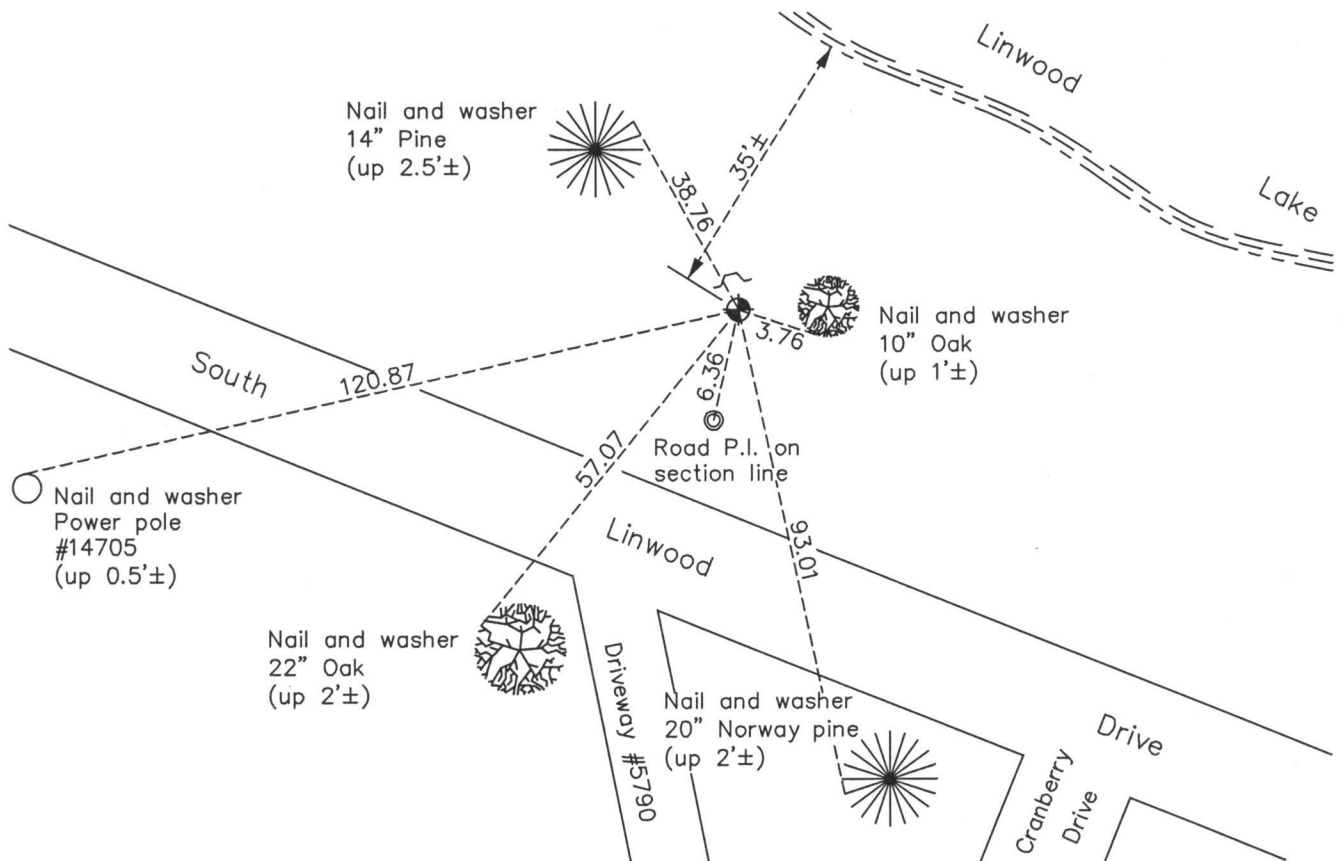 Linwood
Lake
Nail and washer
14” Pine
(up 2.5'±)
35'±
38.76
Nail and washer
10” Oak
(up 1'±)
3.76
6.36
South
120.87
57.07
Road P.I. on
section line
93.01
Nail and washer
Power pole
#14705
(up 0.5'±)
Linwood
Nail and washer
22” Oak
(up 2'±)
Driveway #5790
Nail and washer
20” Norway pine
(up 2'±)
Drive
Cranberry
Drive